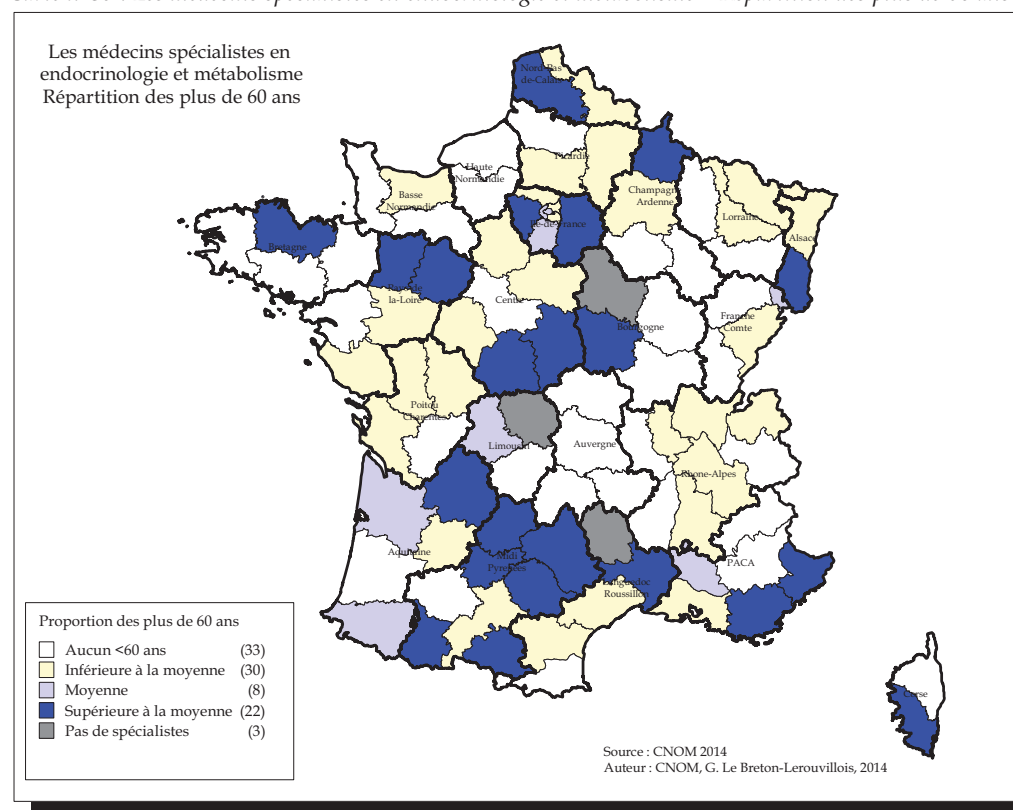 Les médecins spécialistes en
endocrinologie et métabolisme
Répartition des plus de 60 ans
Nord-Pas
de-Calais
Picardie
Haute
Normandie
Basse
Normandie
Champagne
Ardenne
Lorraine
Alsace
Ile-de-France
Bretagne
Pays de
la-Loire
Centre
Bourgogne
Franche
Comte
Poitou
Charentes
Limousin
Auvergne
Rhone-Alpes
Aquitaine
Midi
Pyrénées
Languedoc
Roussillon
PACA
Corse
Proportion des plus de 60 ans
Aucun <60 ans (33)
Inférieure à la moyenne (30)
Moyenne (8)
Supérieure à la moyenne (22)
Pas de spécialistes (3)
Source : CNOM 2014
Auteur : CNOM, G. Le Breton-Lerouvillois, 2014